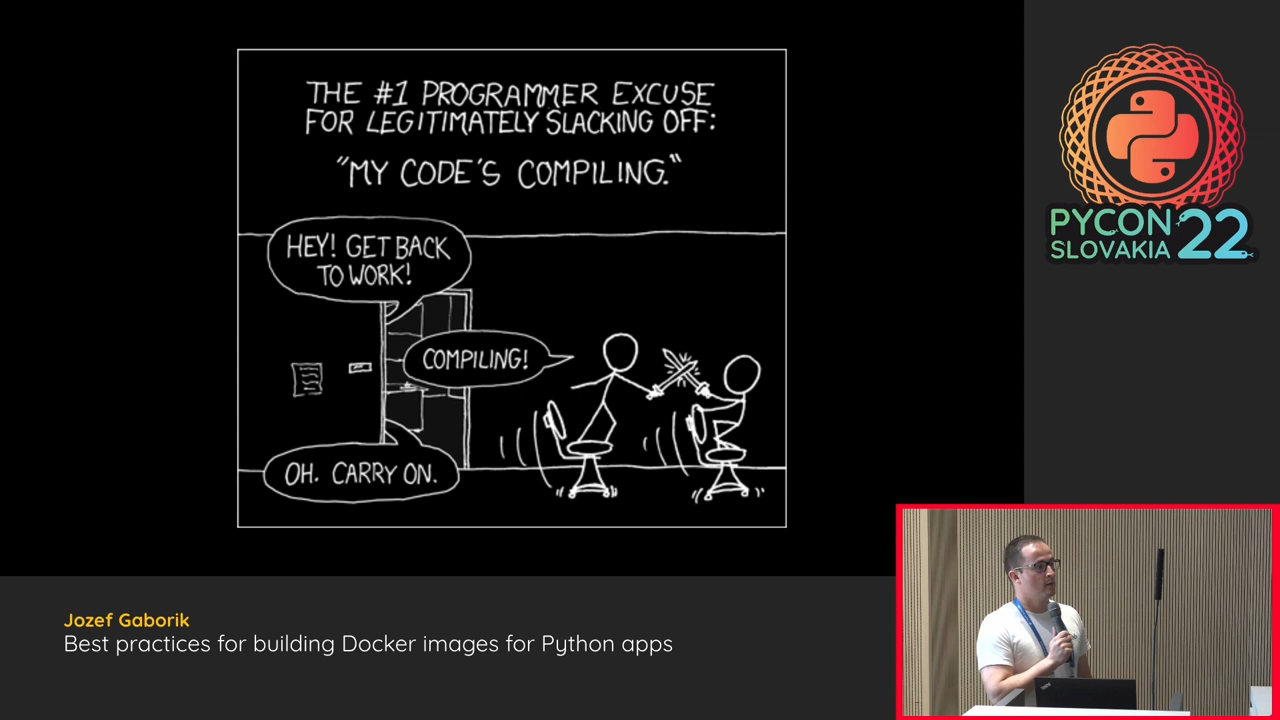 THE #1 PROGRAMMER EXCUSE
FOR LEGITIMATELY SLACKING OFF:
"MY CODE'S COMPILING."
HEY! GET BACK
TO WORK!
COMPILING!
OH. CARRY ON.
PYCON
SLOVAKIA
22
Jozef Gaborik
Best practices for building Docker images for Python apps